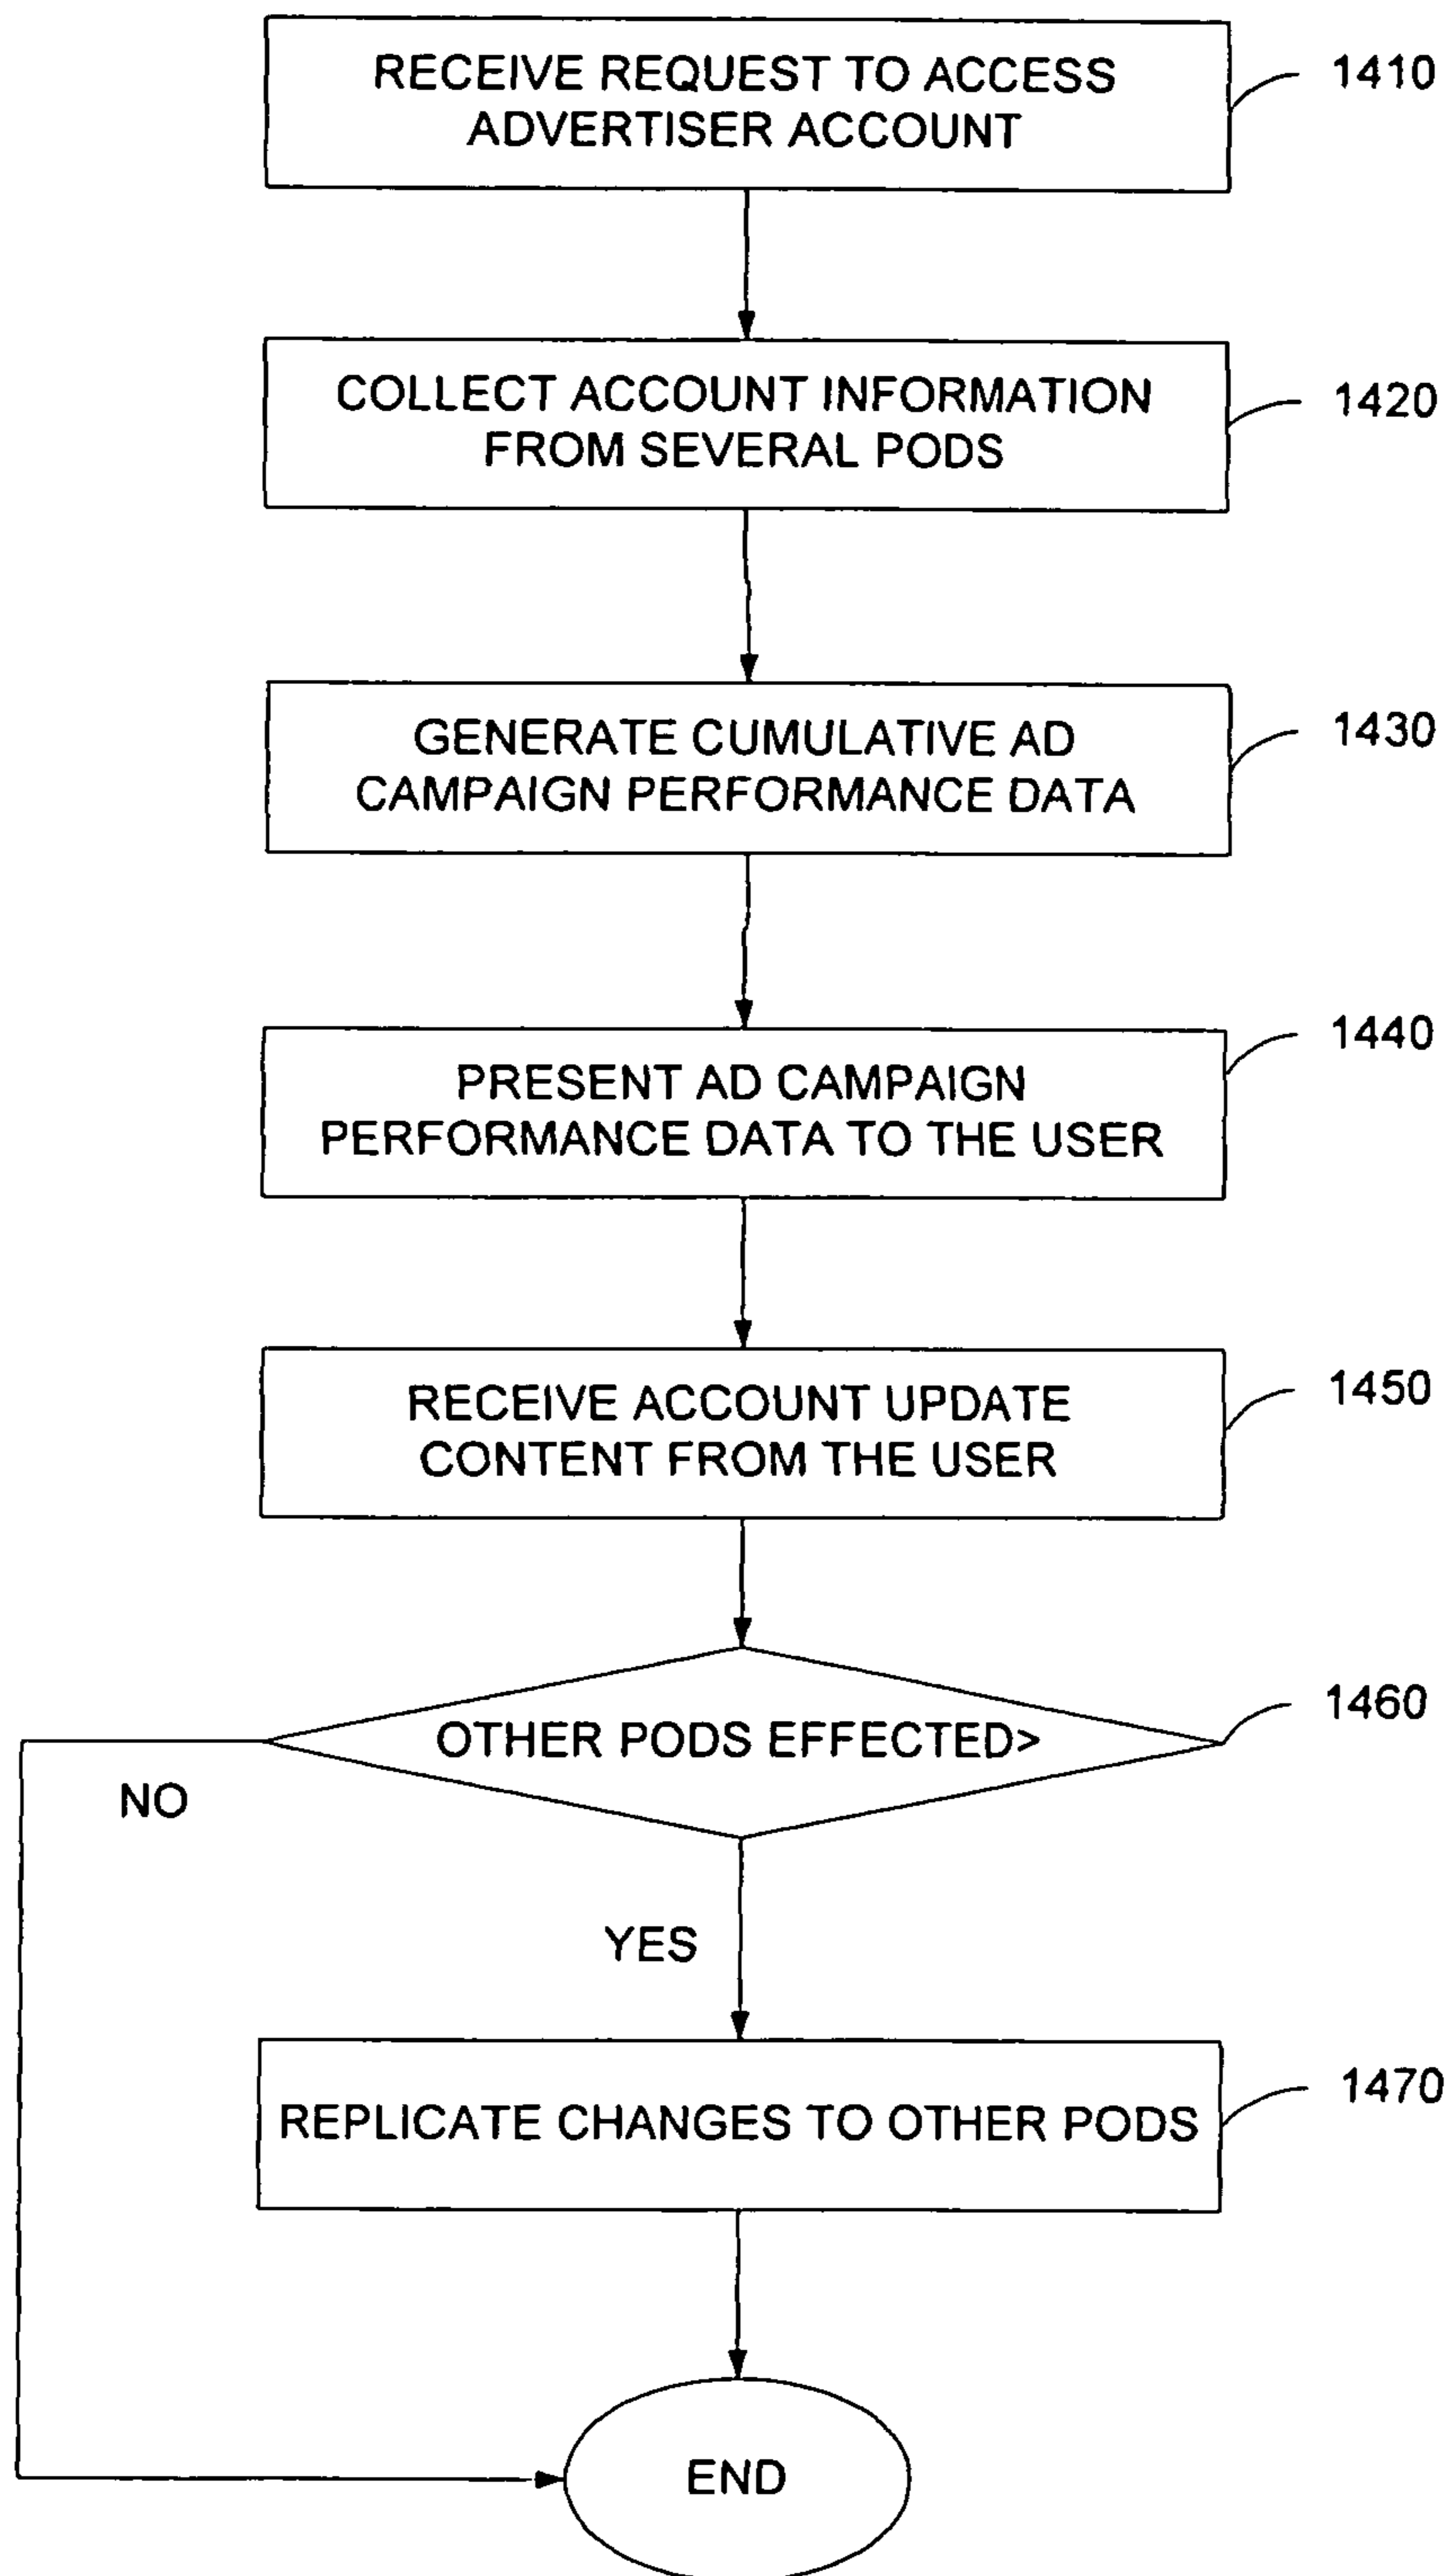 RECEIVE REQUEST TO ACCESS
ADVERTISER ACCOUNT
1410
COLLECT ACCOUNT INFORMATION
FROM SEVERAL PODS
1420
GENERATE CUMULATIVE AD
CAMPAIGN PERFORMANCE DATA
1430
PRESENT AD CAMPAIGN
PERFORMANCE DATA TO THE USER
1440
RECEIVE ACCOUNT UPDATE
CONTENT FROM THE USER
1450
OTHER PODS EFFECTED>
1460
NO
YES
REPLICATE CHANGES TO OTHER PODS
1470
END